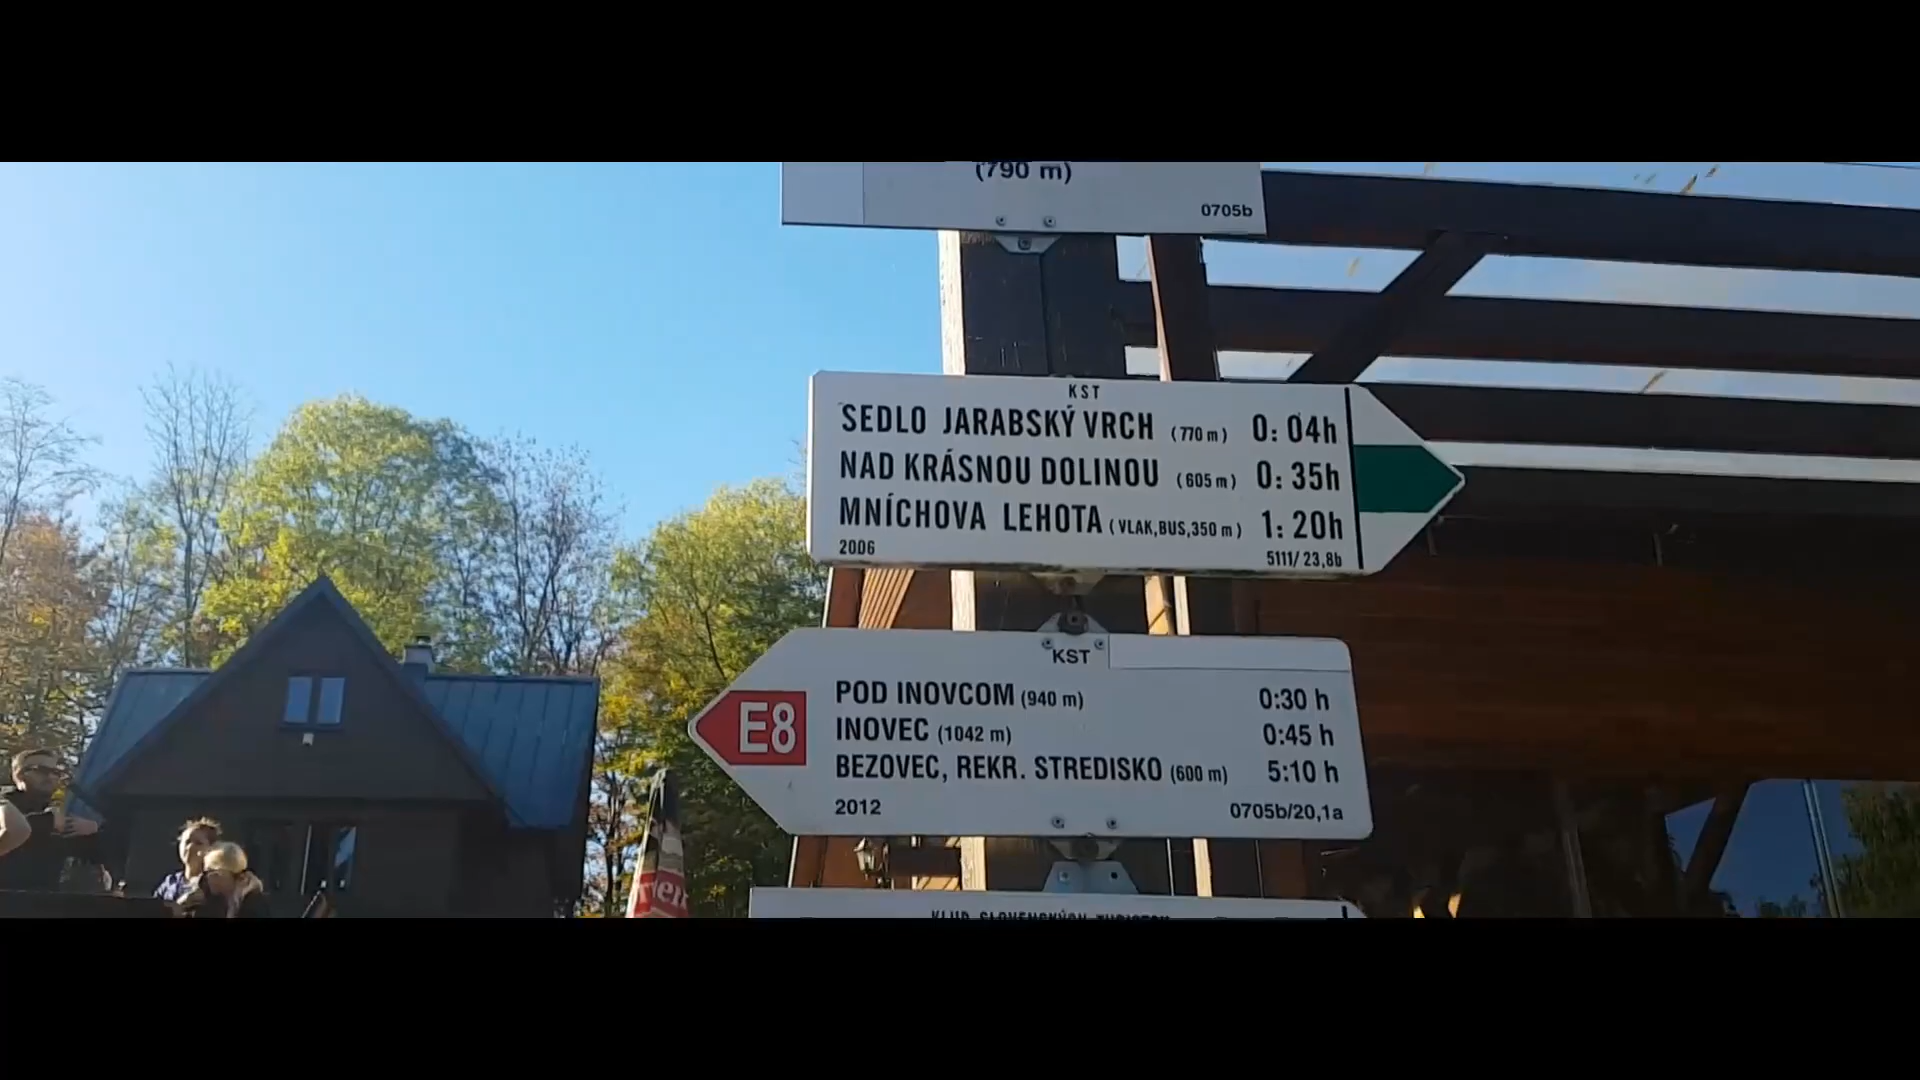 (790 m)
0705b
KST
SEDLO JARABSKÝ VRCH (770 m) 0:04h
NAD KRÁSNOU DOLINOU (605 m) 0:35h
MNÍCHOVA LEHOTA (VLAK,BUS,350 m) 1:20h
2006 5111/23,8b
KST
E8
POD INOVCOM (940 m) 0:30 h
INOVEC (1042 m) 0:45 h
BEZOVEC, REKR. STREDISKO (600 m) 5:10 h
2012 0705b/20,1a